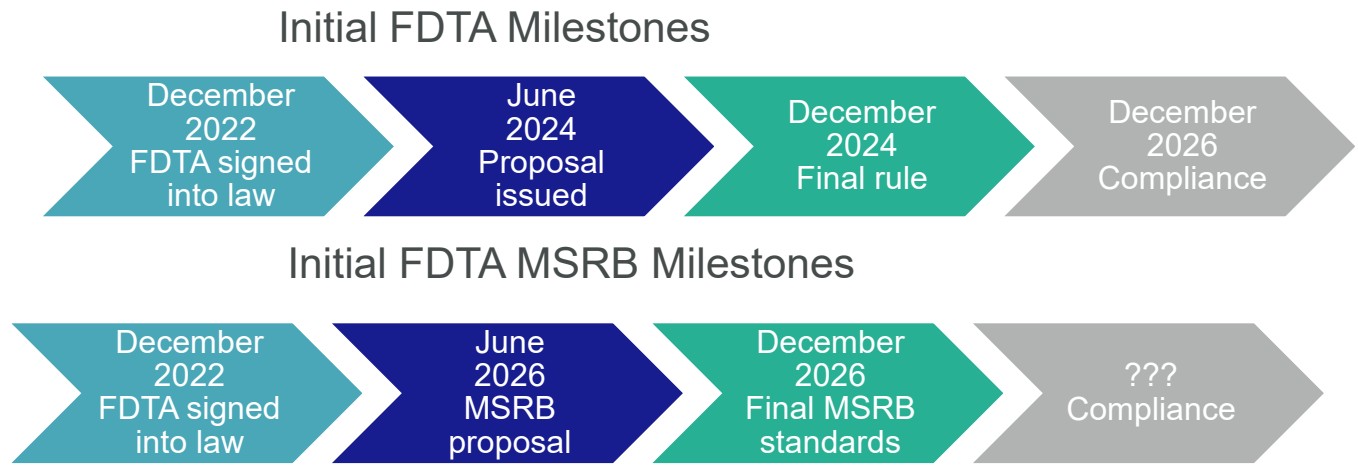 Initial FDTA Milestones
December
2022
FDTA signed
into law
June
2024
Proposal
issued
December
2024
Final rule
December
2026
Compliance
Initial FDTA MSRB Milestones
December
2022
FDTA signed
into law
June
2026
MSRB
proposal
December
2026
Final MSRB
standards
???
Compliance